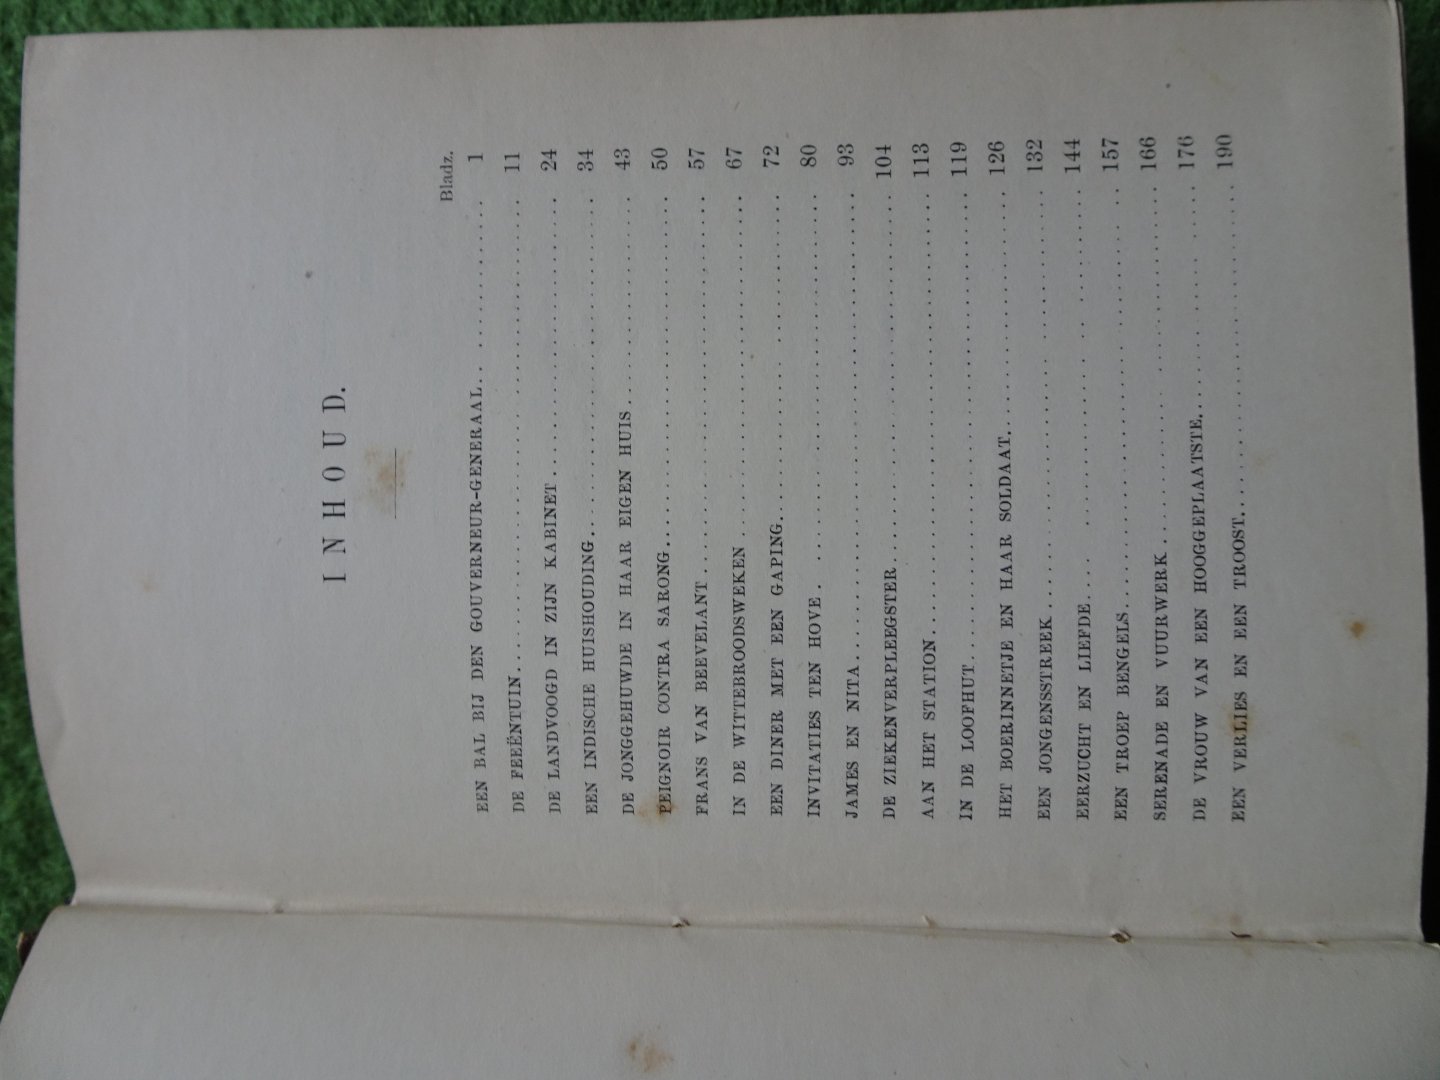 INHOUD.
Bladz.
EEN BAL BIJ DEN GOUVERNEUR-GENERAAL. . . . . . . . . . . . 1
DE FEEËNTUIN. . . . . . . . . . . . 11
DE LANDVOOGD IN ZIJN KABINET . . . . . . . . . . . . 24
EEN INDISCHE HUISHOUDING. . . . . . . . . . . . 34
DE JONGGEHUWDE IN HAAR EIGEN HUIS . . . . . . . . . . . . 43
PEIGNOIR CONTRA SARONG. . . . . . . . . . . . 50
FRANS VAN BEEVELANT . . . . . . . . . . . . 57
IN DE WITTEBROODSWEKEN . . . . . . . . . . . . 67
EEN DINER MET EEN GAPING. . . . . . . . . . . . 72
INVITATIES TEN HOVE . . . . . . . . . . . . 80
JAMES EN NITA. . . . . . . . . . . . 93
DE ZIEKENVERPLEEGSTER. . . . . . . . . . . . 104
AAN HET STATION. . . . . . . . . . . . 113
IN DE LOOFHUT. . . . . . . . . . . . 119
HET BOERINNETJE EN HAAR SOLDAAT. . . . . . . . . . . . 126
EEN JONGENSSTREEK. . . . . . . . . . . . 132
EERZUCHT EN LIEFDE. . . . . . . . . . . . 144
EEN TROEP BENGELS. . . . . . . . . . . . 157
SERENADE EN VUURWERK . . . . . . . . . . . . 166
DE VROUW VAN EEN HOOGGEPLAATSTE. . . . . . . . . . . . 176
EEN VERLIES EN EEN TROOST. . . . . . . . . . . . 190